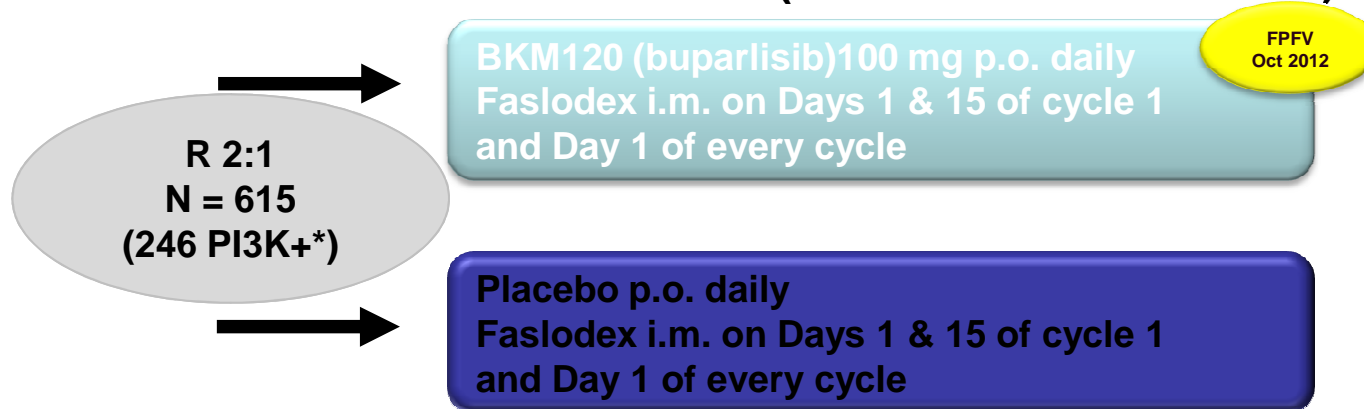 BKM120 (buparlisib)100 mg p.o. daily
Faslodex i.m. on Days 1 & 15 of cycle 1
and Day 1 of every cycle
FPFV
Oct 2012
R 2:1
N = 615
(246 PI3K+*)
Placebo p.o. daily
Faslodex i.m. on Days 1 & 15 of cycle 1
and Day 1 of every cycle